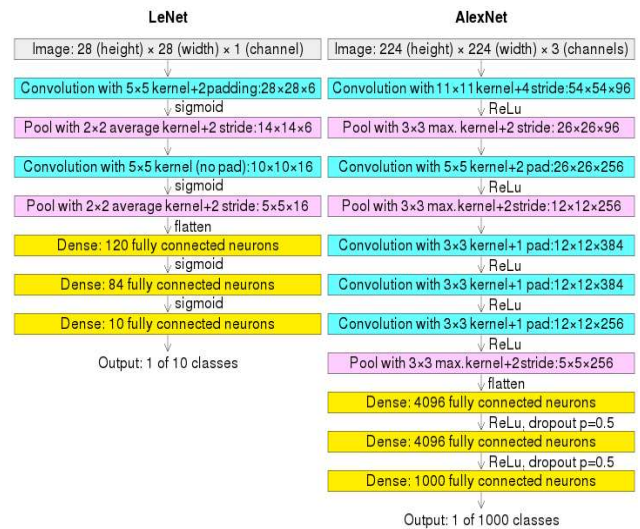 LeNet
Image: 28 (height) × 28 (width) × 1 (channel)
Convolution with 5×5 kernel+2padding:28×28×6
sigmoid
Pool with 2×2 average kernel+2 stride:14×14×6
Convolution with 5×5 kernel (no pad):10×10×16
sigmoid
Pool with 2×2 average kernel+2 stride: 5×5×16
flatten
Dense: 120 fully connected neurons
sigmoid
Dense: 84 fully connected neurons
sigmoid
Dense: 10 fully connected neurons
Output: 1 of 10 classes
AlexNet
Image: 224 (height) × 224 (width) × 3 (channels)
Convolution with 11×11 kernel+4 stride:54×54×96
ReLu
Pool with 3×3 max. kernel+2 stride: 26×26×96
Convolution with 5×5 kernel+2 pad:26×26×256
ReLu
Pool with 3×3 max.kernel+2stride:12×12×256
Convolution with 3×3 kernel+1 pad:12×12×384
ReLu
Convolution with 3×3 kernel+1 pad:12×12×384
ReLu
Convolution with 3×3 kernel+1 pad:12×12×256
ReLu
Pool with 3×3 max.kernel+2stride:5×5×256
flatten
Dense: 4096 fully connected neurons
ReLu, dropout p=0.5
Dense: 4096 fully connected neurons
ReLu, dropout p=0.5
Dense: 1000 fully connected neurons
Output: 1 of 1000 classes